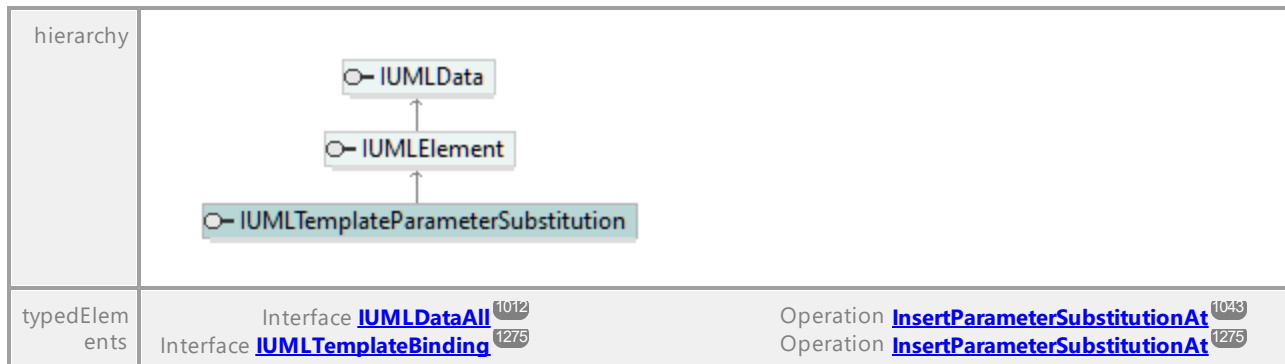 hierarchy
IUMLData
IUMLElement
IUMLTemplateParameterSubstitution
typedElem
ents
Interface IUMLDataAll 1012 Operation InsertParameterSubstitutionAt 1043
Interface IUMLTemplateBinding 1275 Operation InsertParameterSubstitutionAt 1275